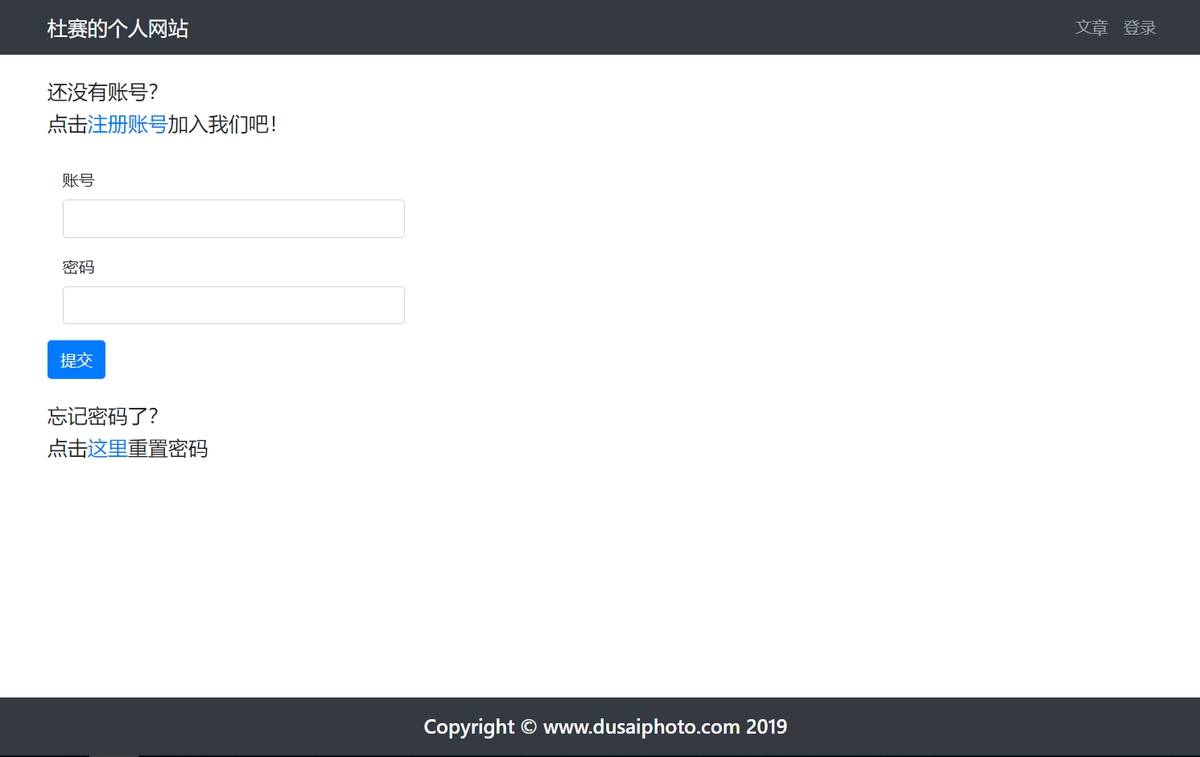 杜赛的个人网站
文章 登录
还没有账号?
点击注册账号加入我们吧!
账号
密码
提交
忘记密码了?
点击这里重置密码
Copyright © www.dusaiphoto.com 2019